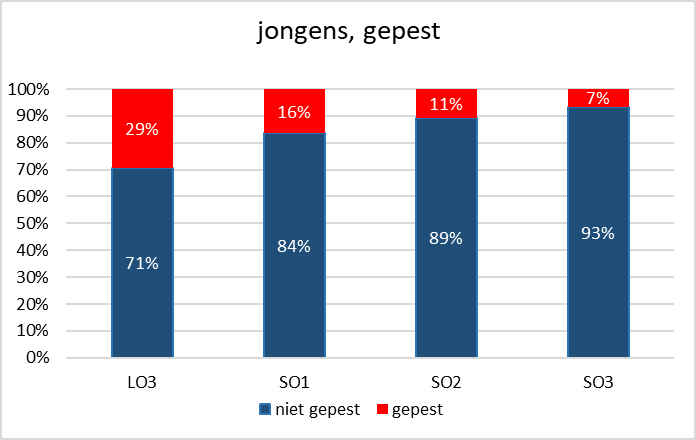 jongens, gepest
100%
90%
80%
70%
60%
50%
40%
30%
20%
10%
0%
29% 16% 11% 7%
71% 84% 89% 93%
LO3 SO1 SO2 SO3
niet gepest gepest